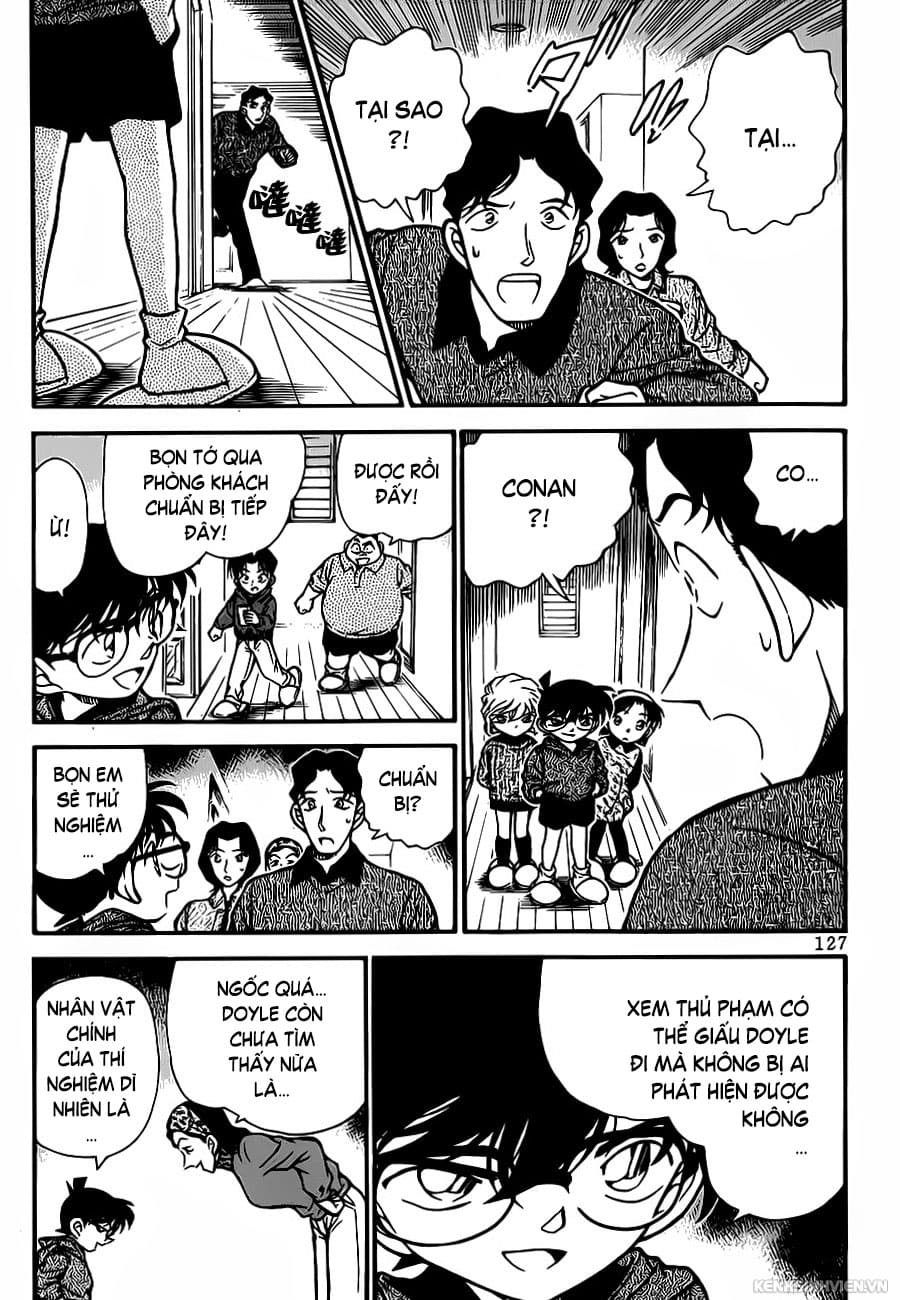 TẠI...
TẠI SAO
?!
噠
噠
噠
CO...
CONAN
?!
ĐƯỢC RỒI
ĐẤY!
BỌN TỚ QUA
PHÒNG KHÁCH
CHUẨN BỊ TIẾP
ĐÂY!
Ừ!
CHUẨN
BỊ?
BỌN EM
SẼ THỬ
NGHIỆM
...
127
XEM THỦ PHẠM CÓ
THỂ GIẤU DOYLE
ĐI MÀ KHÔNG BỊ AI
PHÁT HIỆN ĐƯỢC
KHÔNG
...
NGỐC QUÁ...
DOYLE CÒN
CHƯA TÌM
THẤY NỮA
LÀ...
NHÂN VẬT
CHÍNH
CỦA THÍ
NGHIỆM DĨ
NHIÊN LÀ
...